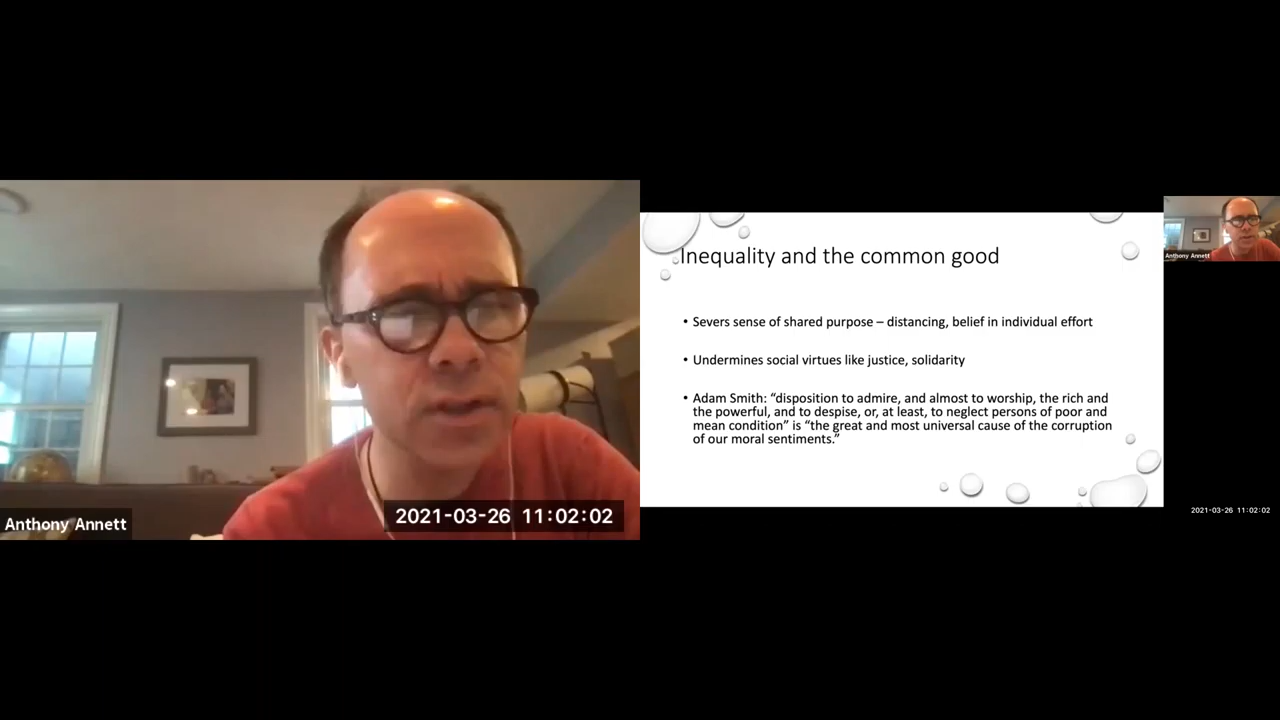 Anthony Annett
2021-03-26 11:02:02
Inequality and the common good
• Severs sense of shared purpose – distancing, belief in individual effort
• Undermines social virtues like justice, solidarity
• Adam Smith: “disposition to admire, and almost to worship, the rich and
the powerful, and to despise, or, at least, to neglect persons of poor and
mean condition” is “the great and most universal cause of the corruption
of our moral sentiments.”
Anthony Annett
2021-03-26 11:02:02